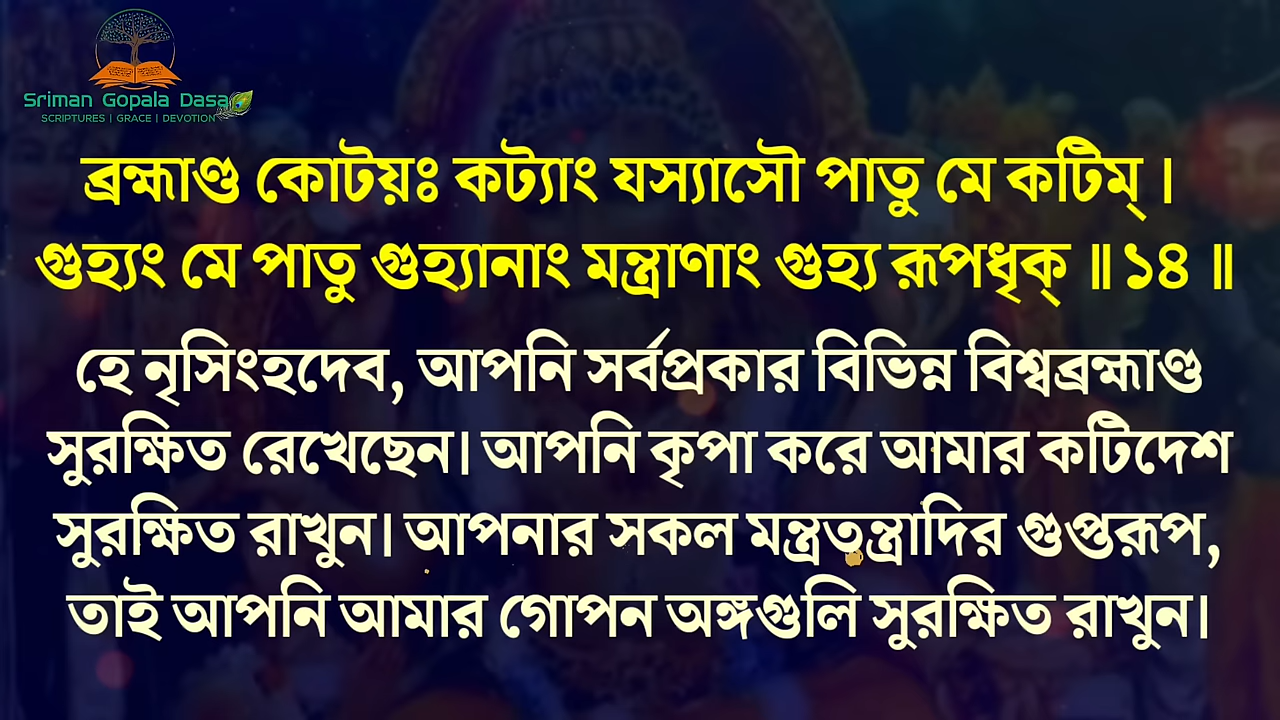 Sriman Gopala Dasa
SCRIPTURES | GRACE | DEVOTION
ব্রহ্মাণ্ড কোটয়ঃ কট্যাং যস্যাসৌ পাতু মে কটিম্ ।
গুহ্যং মে পাতু গুহ্যানাং মন্ত্রাণাং গুহ্য রূপধৃক্ ॥ ১৪ ॥
হে নৃসিংহদেব, আপনি সর্বপ্রকার বিভিন্ন বিশ্বব্রহ্মাণ্ড
সুরক্ষিত রেখেছেন। আপনি কৃপা করে আমার কটিদেশ
সুরক্ষিত রাখুন। আপনার সকল মন্ত্রতন্ত্রাদির গুপ্তরূপ,
তাই আপনি আমার গোপন অঙ্গগুলি সুরক্ষিত রাখুন।